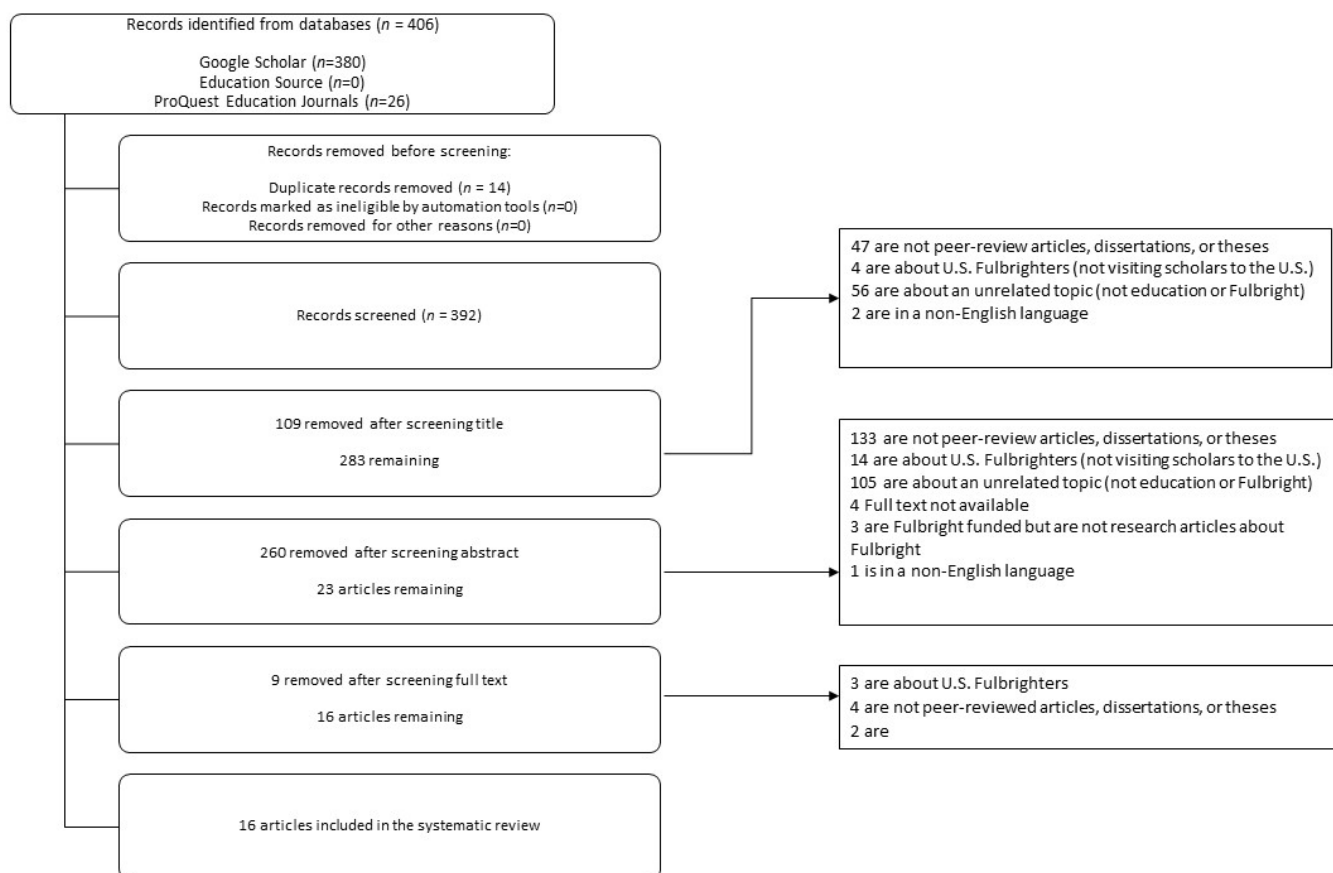 Records identified from databases (n = 406)
Google Scholar (n=380)
Education Source (n=0)
ProQuest Education Journals (n=26)
Records removed before screening:
Duplicate records removed (n = 14)
Records marked as ineligible by automation tools (n=0)
Records removed for other reasons (n=0)
Records screened (n = 392)
109 removed after screening title
283 remaining
47 are not peer-review articles, dissertations, or theses
4 are about U.S. Fulbrighters (not visiting scholars to the U.S.)
56 are about an unrelated topic (not education or Fulbright)
2 are in a non-English language
260 removed after screening abstract
23 articles remaining
133 are not peer-review articles, dissertations, or theses
14 are about U.S. Fulbrighters (not visiting scholars to the U.S.)
105 are about an unrelated topic (not education or Fulbright)
4 Full text not available
3 are Fulbright funded but are not research articles about
Fulbright
1 is in a non-English language
9 removed after screening full text
16 articles remaining
3 are about U.S. Fulbrighters
4 are not peer-reviewed articles, dissertations, or theses
2 are
16 articles included in the systematic review